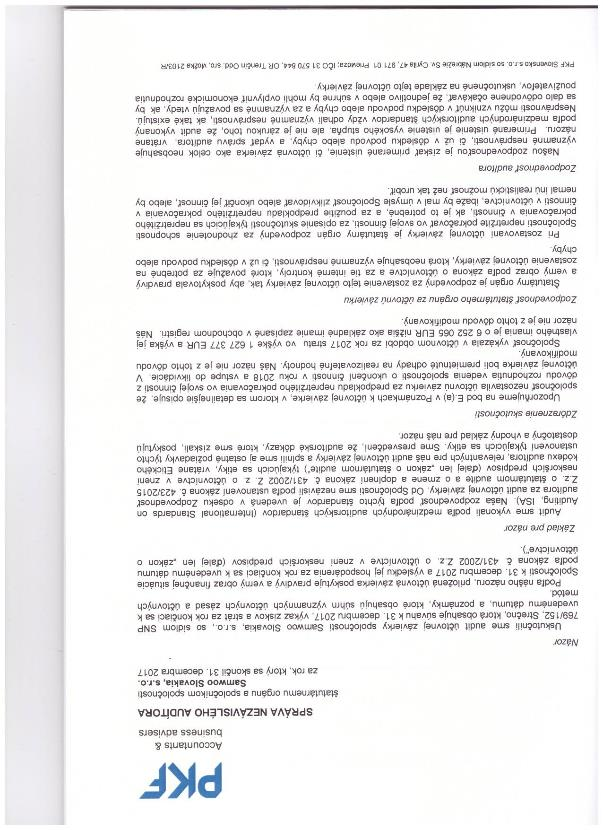 PKF
Accountants &
business advisers
SPRÁVA NEZÁVISLÉHO AUDÍTORA
štatutárnemu orgánu a spoločníkom spoločnosti
Samwoo Slovakia, s.r.o.
za rok, ktorý sa skončil 31. decembra 2017
Názor
Uskutočnili sme audit účtovnej závierky spoločnosti Samwoo Slovakia, s.r.o., so sídlom SNP
769/152, Strečno, ktorá obsahuje súvahu k 31. decembru 2017, výkaz ziskov a strát za rok končiaci sa k
uvedenému dátumu, a poznámky, ktoré obsahujú súhrn významných účtovných zásad a účtovných
metód.
Podľa nášho názoru, priložená účtovná závierka poskytuje pravdivý a verný obraz finančnej situácie
Spoločnosti k 31. decembru 2017 a výsledku jej hospodárenia za rok končiaci sa k uvedenému dátumu
podľa zákona č. 431/2002 Z.z. o účtovníctve v znení neskorších predpisov (ďalej len „zákon o
účtovníctve“).
Základ pre názor
Audit sme vykonali podľa medzinárodných audítorských štandardov (International Standards on
Auditing, ISA). Naša zodpovednosť podľa týchto štandardov je uvedená v odseku Zodpovednosť
audítora za audit účtovnej závierky. Od Spoločnosti sme nezávislí podľa ustanovení zákona č. 423/2015
Z.z. o štatutárnom audite a o zmene a doplnení zákona č. 431/2002 Z. z. o účtovníctve v znení
neskorších predpisov (ďalej len „zákon o štatutárnom audite“) týkajúcich sa etiky, vrátane Etického
kódexu audítora, relevantných pre náš audit účtovnej závierky a splnili sme aj ostatné požiadavky týchto
ustanovení týkajúcich sa etiky. Sme presvedčení, že audítorské dôkazy, ktoré sme získali, poskytujú
dostatočný a vhodný základ pre náš názor.
Zdôraznenie skutočnosti
Upozorňujeme na bod E.(a) v Poznámkach k účtovnej závierke, v ktorom sa detailnejšie opisuje, že
spoločnosť nezostavila účtovnú závierku za predpokladu nepretržitého pokračovania vo svojej činnosti z
dôvodu rozhodnutia vedenia spoločnosti o ukončení činnosti v roku 2018 a vstupe do likvidácie. V
účtovnej závierke boli premietnuté odhady na realizovateľné hodnoty. Náš názor nie je z tohto dôvodu
modifikovaný.
Spoločnosť vykázala v účtovnom období za rok 2017 stratu vo výške 1 627 377 EUR a výška jej
vlastného imania je o 6 252 065 EUR nižšia ako základné imanie zapísané v obchodnom registri. Náš
názor nie je z tohto dôvodu modifikovaný.
Zodpovednosť štatutárneho orgánu za účtovnú závierku
Štatutárny orgán je zodpovedný za zostavenie tejto účtovnej závierky tak, aby poskytovala pravdivý
a verný obraz podľa zákona o účtovníctve a za tie interné kontroly, ktoré považuje za potrebné na
zostavenie účtovnej závierky, ktorá neobsahuje významné nesprávnosti, či už v dôsledku podvodu alebo
chyby.
Pri zostavovaní účtovnej závierky je štatutárny orgán zodpovedný za zhodnotenie schopnosti
Spoločnosti nepretržite pokračovať vo svojej činnosti, za opísanie skutočností týkajúcich sa nepretržitého
pokračovania v činnosti, ak je to potrebné, a za použitie predpokladu nepretržitého pokračovania v
činnosti v účtovníctve, ibaže by mal v úmysle Spoločnosť zlikvidovať alebo ukončiť jej činnosť, alebo by
nemal inú realistickú možnosť než tak urobiť.
Zodpovednosť audítora
Našou zodpovednosťou je získať primerané uistenie, či účtovná závierka ako celok neobsahuje
významné nesprávnosti, či už v dôsledku podvodu alebo chyby, a vydať správu audítora, vrátane
názoru. Primerané uistenie je uistenie vysokého stupňa, ale nie je zárukou toho, že audit vykonaný
podľa medzinárodných audítorských štandardov vždy odhalí významné nesprávnosti, ak také existujú.
Nesprávnosti môžu vzniknúť v dôsledku podvodu alebo chyby a za významné sa považujú vtedy, ak by
sa dalo odôvodnene očakávať, že jednotlivo alebo v súhrne by mohli ovplyvniť ekonomické rozhodnutia
používateľov, uskutočnené na základe tejto účtovnej závierky.
PKF Slovensko s.r.o. so sídlom Nábrežie Sv. Cyrila 47, 971 01 Prievidza; IČO 31 570 844, OR Trenčín Odd. sro, vložka 2103/R